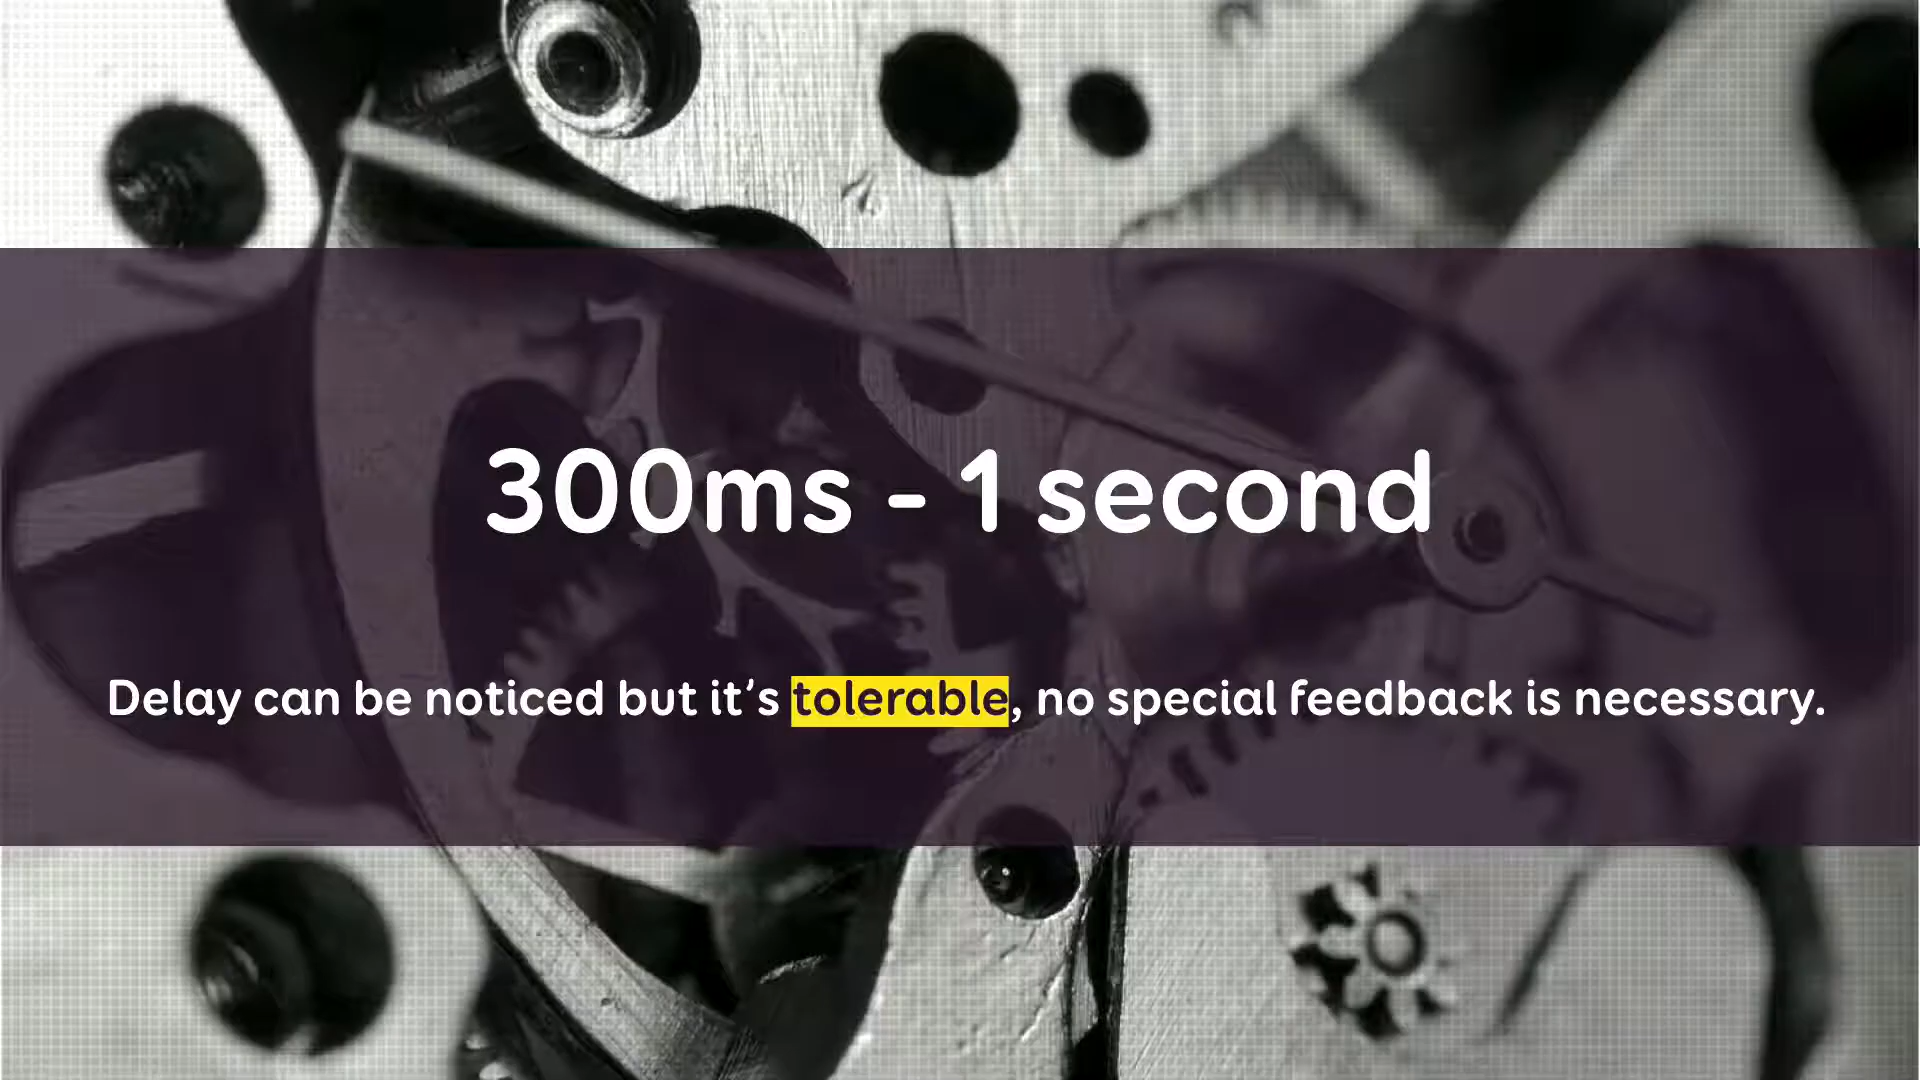 300ms - 1 second
Delay can be noticed but it’s tolerable, no special feedback is necessary.